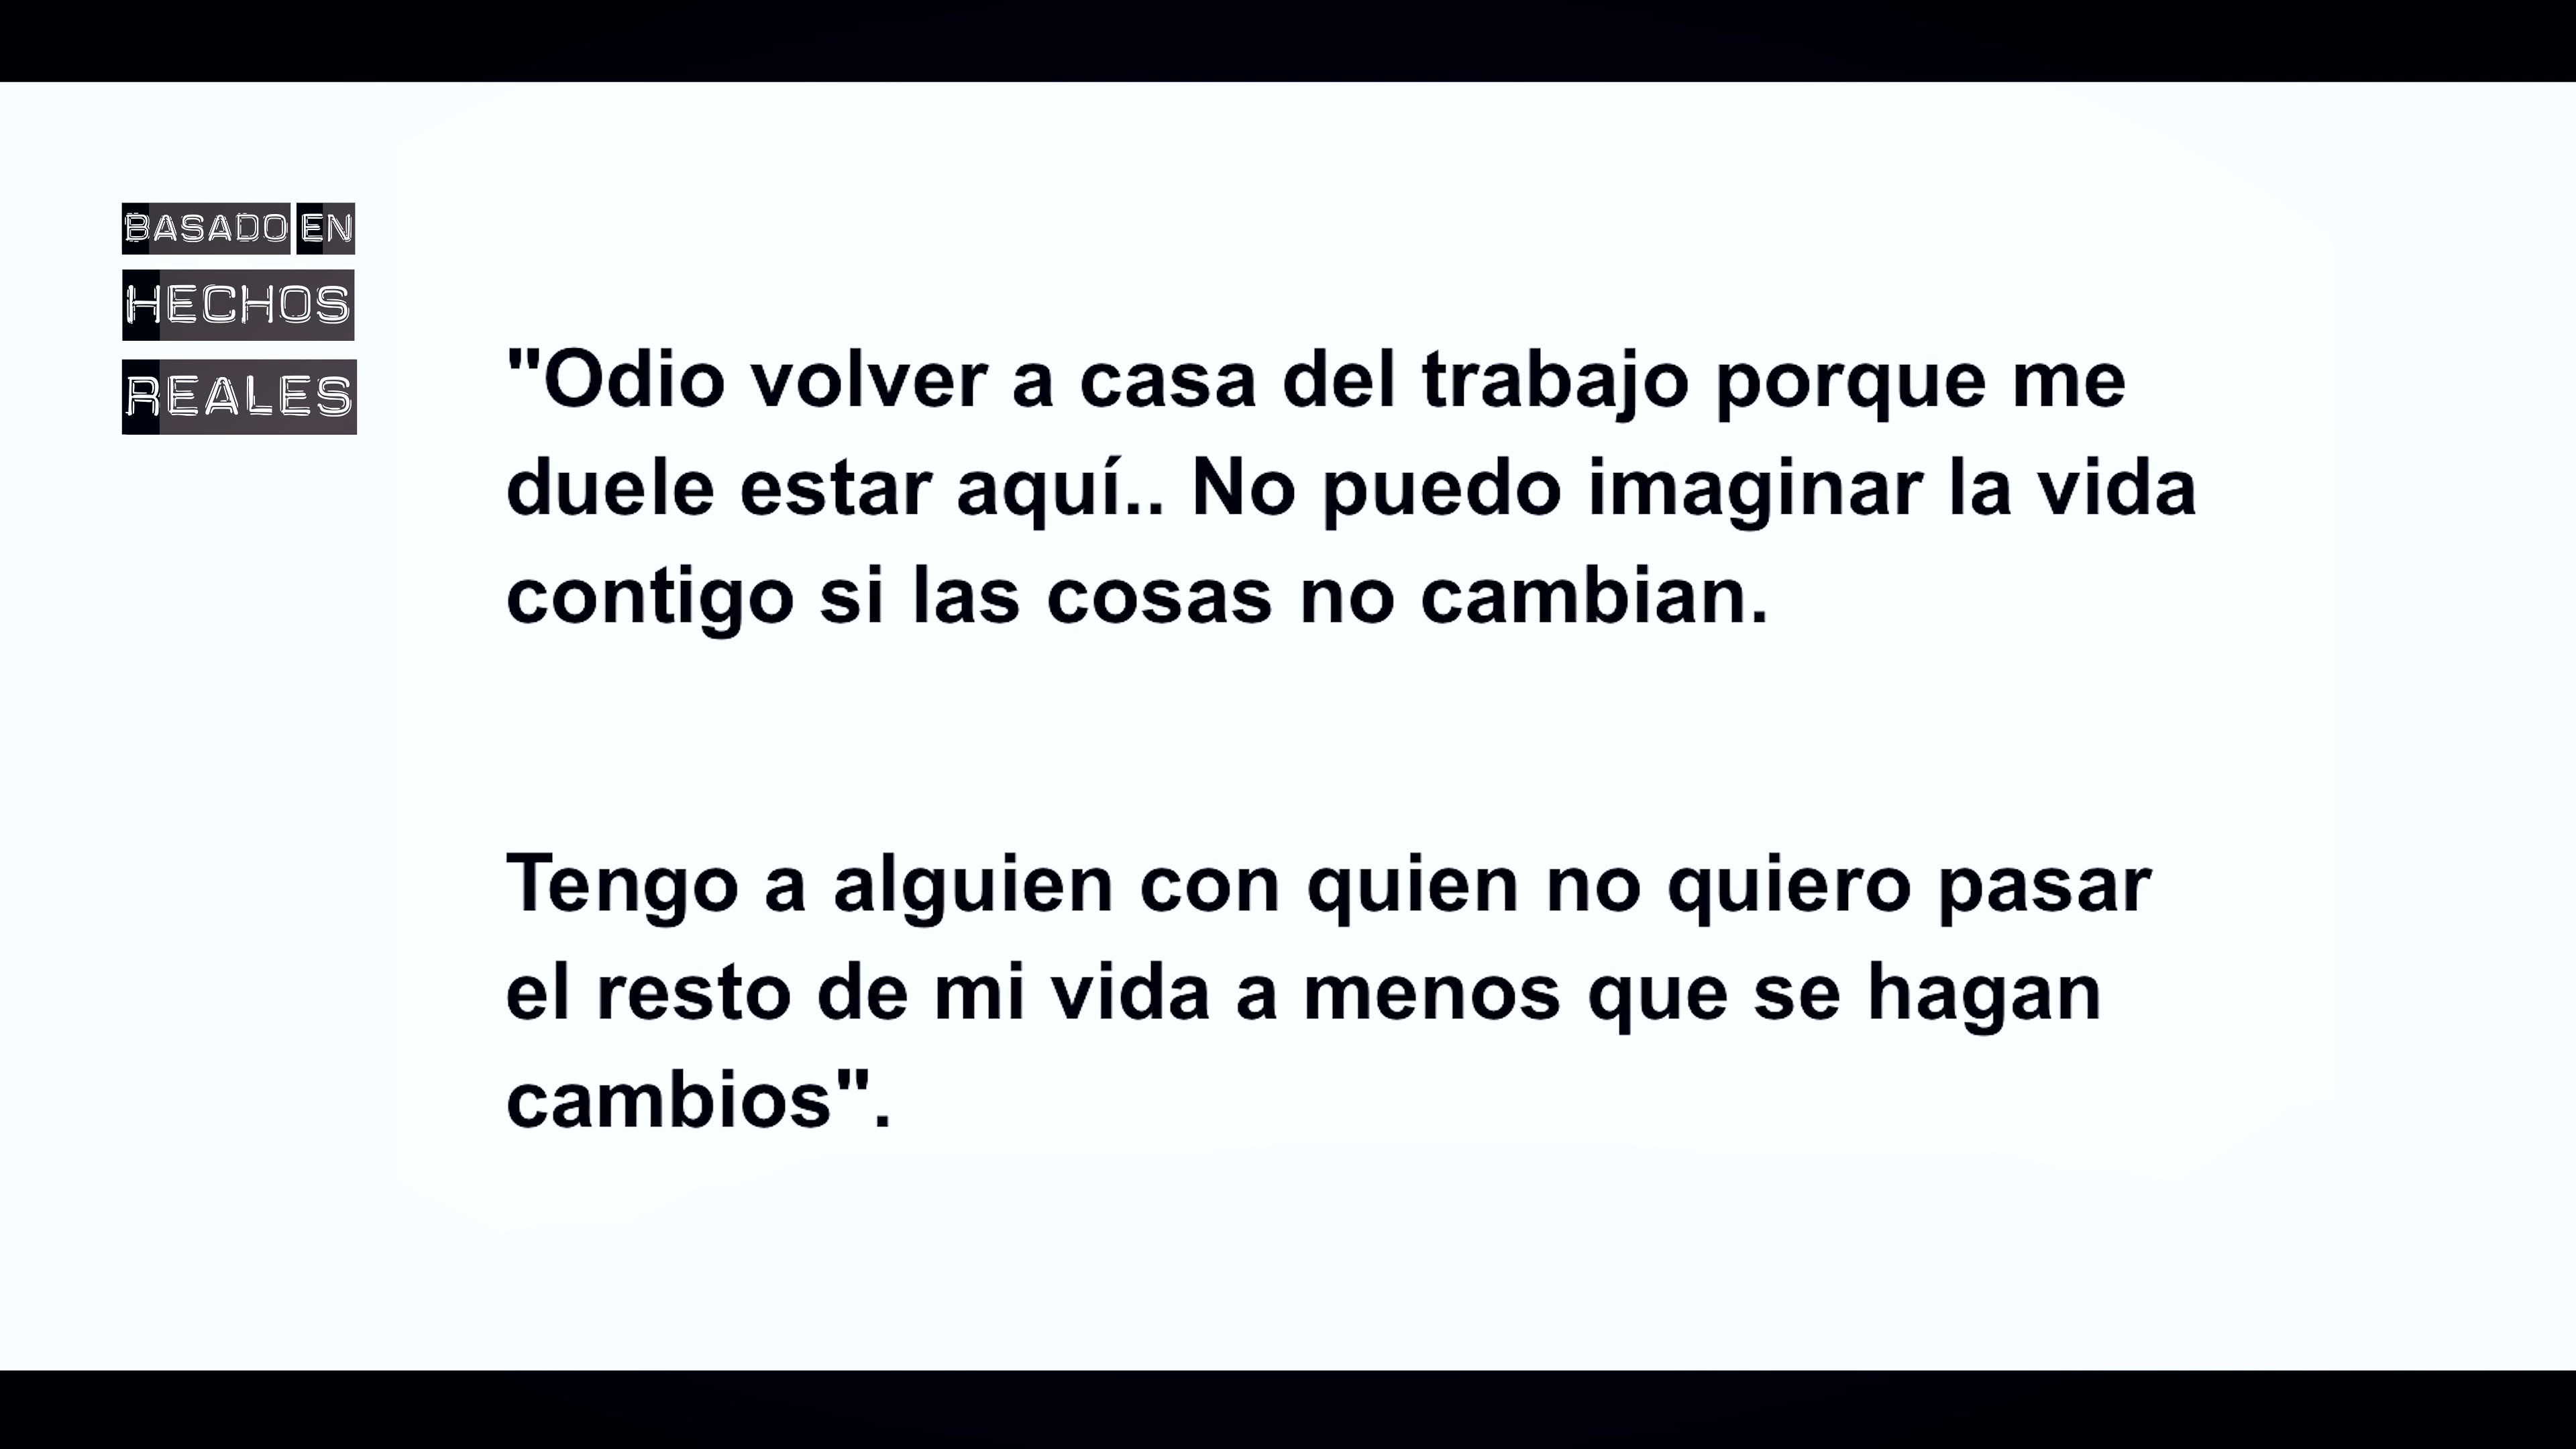 BASADO EN
HECHOS
REALES
"Odio volver a casa del trabajo porque me
duele estar aquí.. No puedo imaginar la vida
contigo si las cosas no cambian.
Tengo a alguien con quien no quiero pasar
el resto de mi vida a menos que se hagan
cambios".